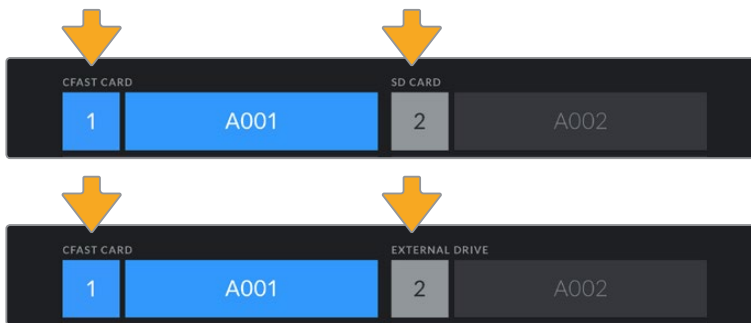 CFAST CARD SD CARD
1 A001 2 A002
CFAST CARD EXTERNAL DRIVE
1 A001 2 A002